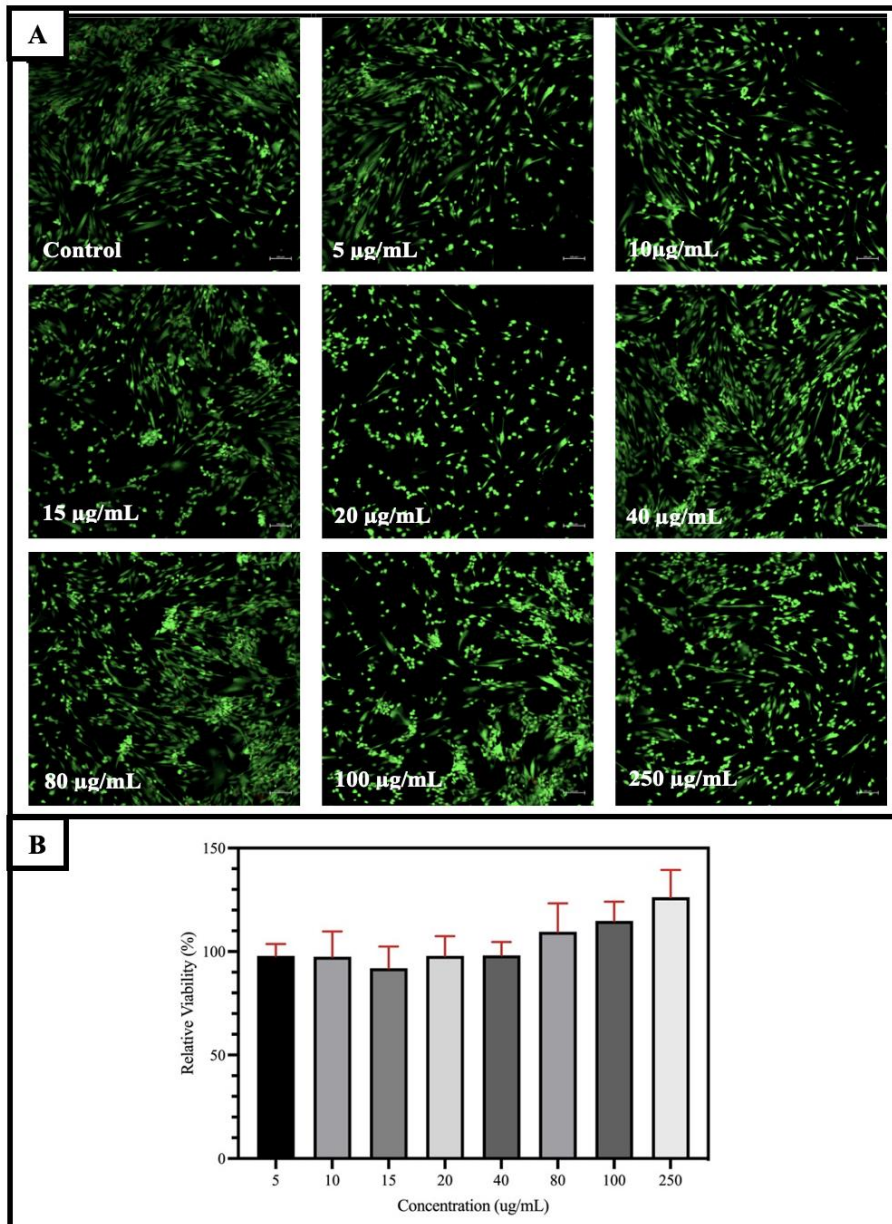 A
Control
5 µg/mL
10µg/mL
15 µg/mL
20 µg/mL
40 µg/mL
80 µg/mL
100 µg/mL
250 µg/mL
B
150
100
50
0
Relative Viability (%)
5 10 15 20 40 80 100 250
Concentration (ug/mL)